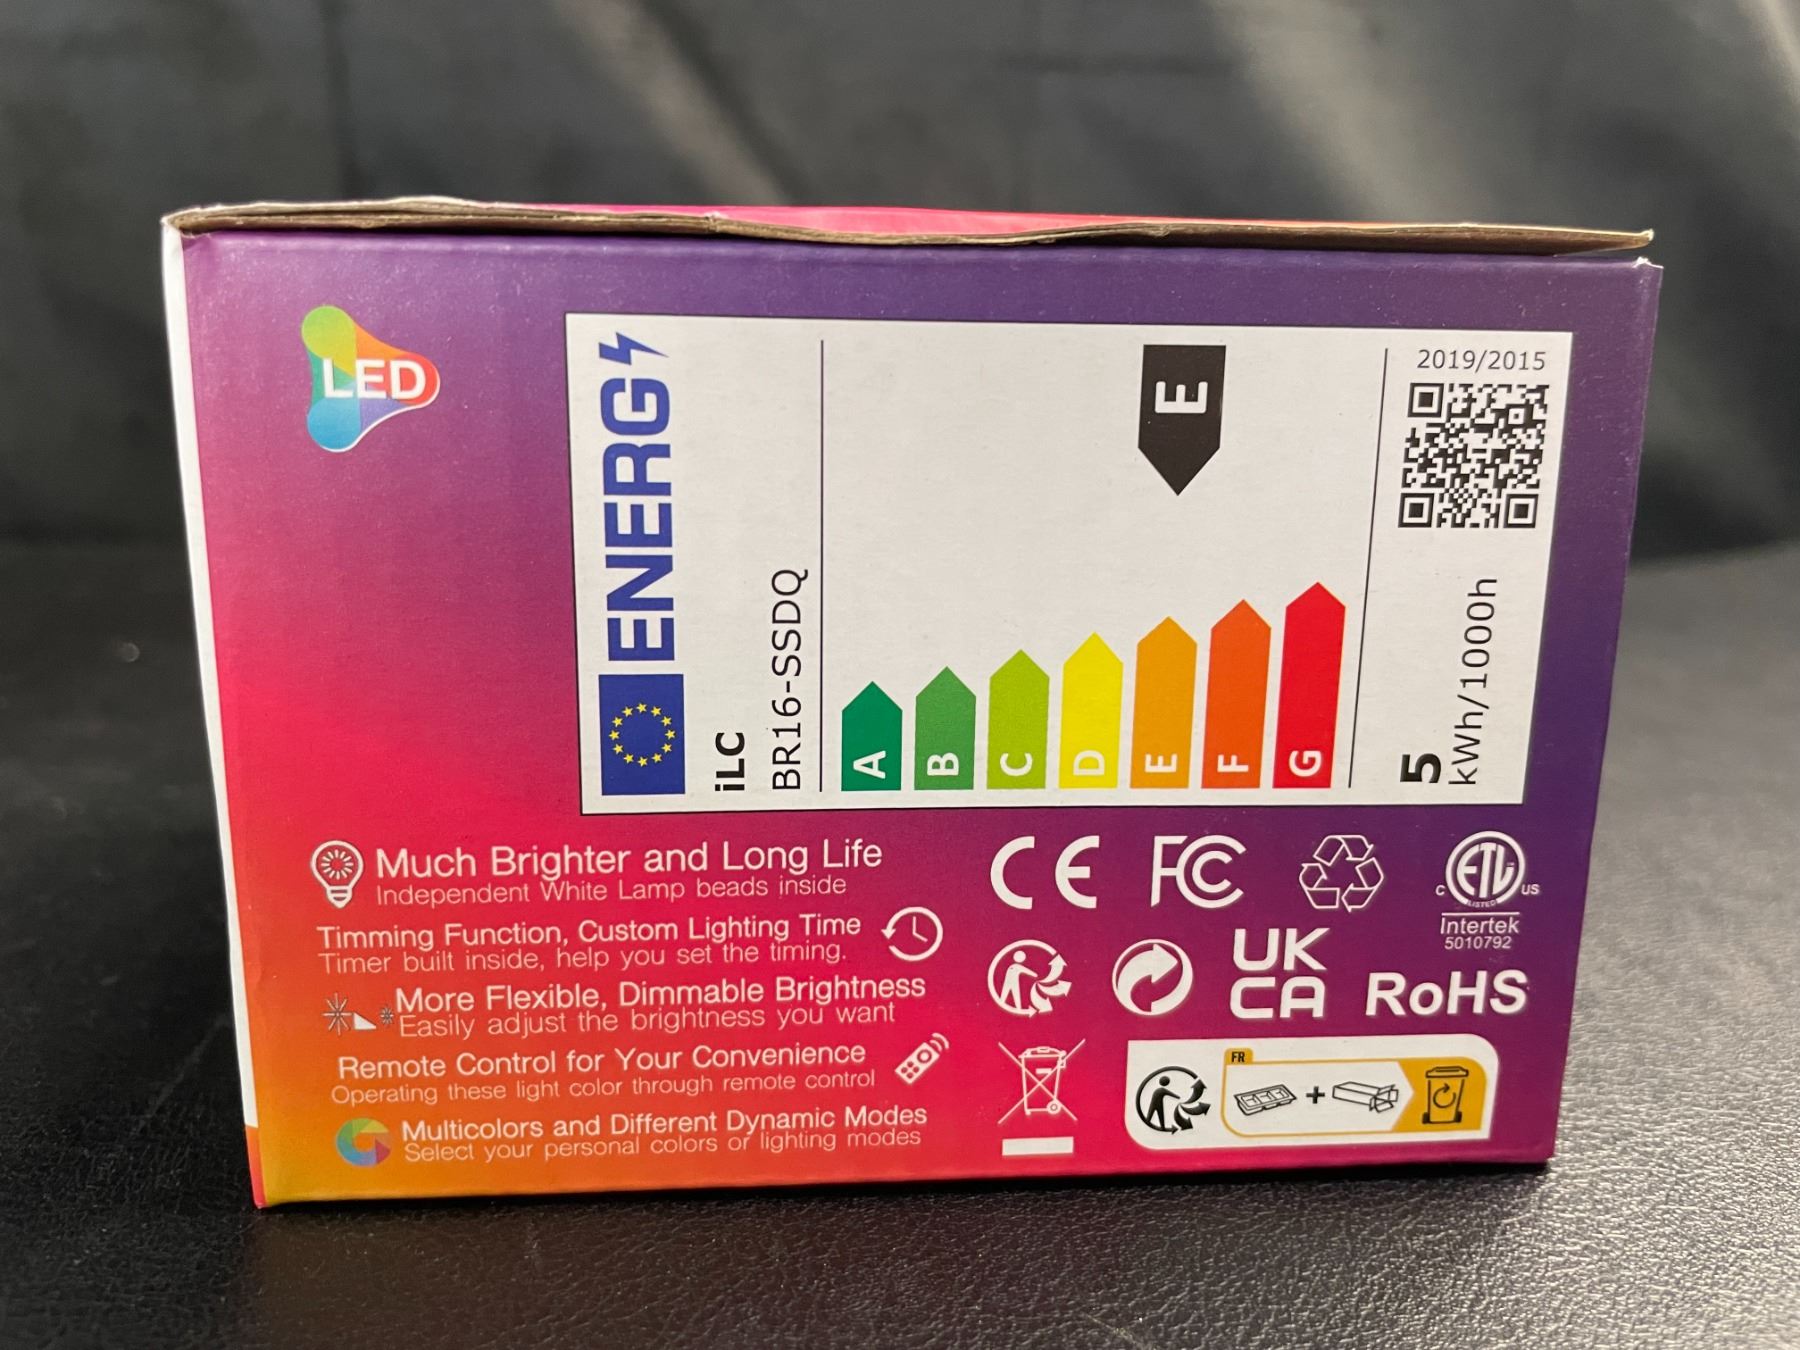 LED
ENERG
iLC
BR16-SSDQ
A
B
C
D
E
F
G
E
2019/2015
5
kWh/1000h
Much Brighter and Long Life
Independent White Lamp beads inside
Timming Function, Custom Lighting Time
Timer built inside, help you set the timing.
More Flexible, Dimmable Brightness
Easily adjust the brightness you want
Remote Control for Your Convenience
Operating these light color through remote control
Multicolors and Different Dynamic Modes
Select your personal colors or lighting modes
CE
FC
C ETL US
LISTED
Intertek
5010792
UK
CA
RoHS
FR
+